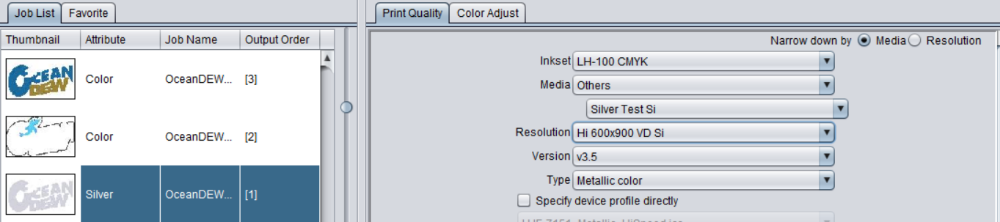 Job List Favorite
Thumbnail Attribute Job Name Output Order
OCEAN DEW Color OceanDEW... [3]
Color OceanDEW... [2]
OCEAN DEW Silver OceanDEW... [1]
Print Quality Color Adjust
Narrow down by Media Resolution
Inkset LH-100 CMYK
Media Others
Silver Test Si
Resolution Hi 600x900 VD Si
Version v3.5
Type Metallic color
Specify device profile directly